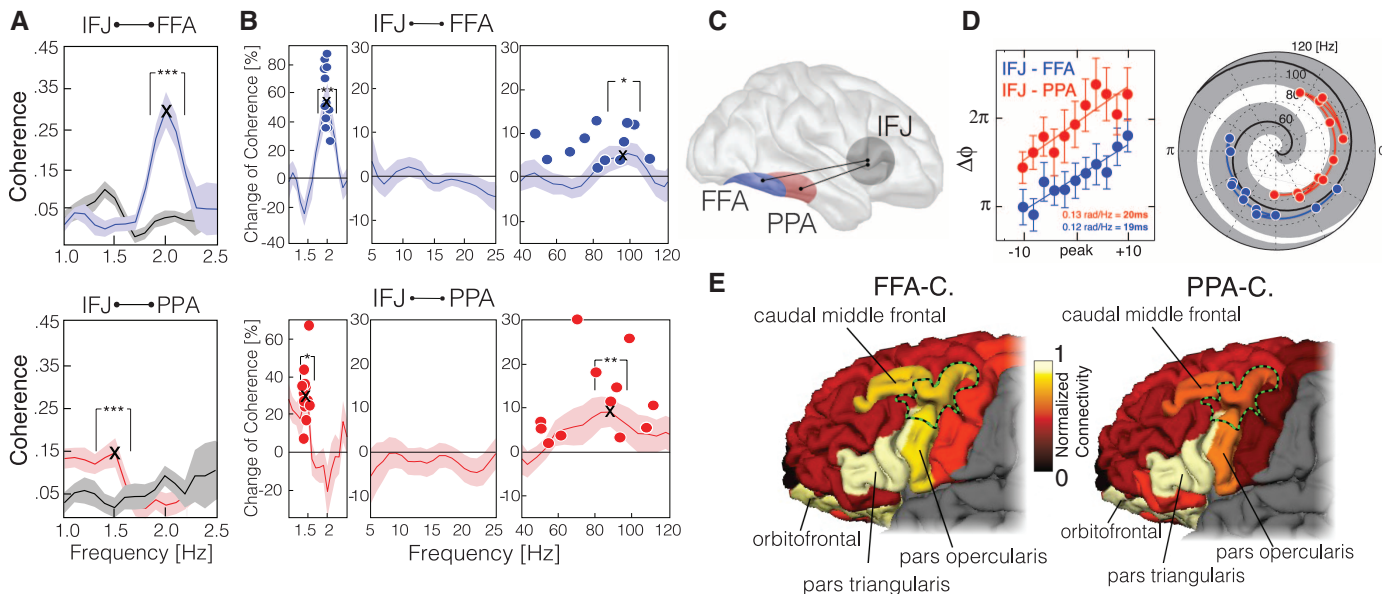 A
IFJ FFA
Coherence
.45
.35
.25
.15
.05
***
X
1.0 1.5 2.0 2.5
IFJ PPA
Coherence
.45
.35
.25
.15
.05
***
X
1.0 1.5 2.0
Frequency [Hz]
B
IFJ FFA
Change of Coherence [%]
80
60
40
20
0
-20
-40
**
X
1.5 2
30
20
10
0
10
5 10 15 20 25
30
20
10
0
10
*
X
40 60 80 100 120
IFJ PPA
Change of Coherence [%]
60
40
20
0
-20
*
X
1.5 2
30
20
10
0
-10
5 10 15 20 25
30
20
10
0
-10
**
X
40 60 80 100 120
Frequency [Hz]
C
IFJ
FFA
PPA
D
IFJ - FFA
IFJ - PPA
Δϕ
2π
π
0.13 rad/Hz = 20ms
0.12 rad/Hz = 19ms
-10 peak +10
120 [Hz]
100
80
60
0
E
FFA-C.
caudal middle frontal
orbitofrontal
pars triangularis
pars opercularis
1
0
Normalized
Connectivity
PPA-C.
caudal middle frontal
orbitofrontal
pars triangularis
pars opercularis